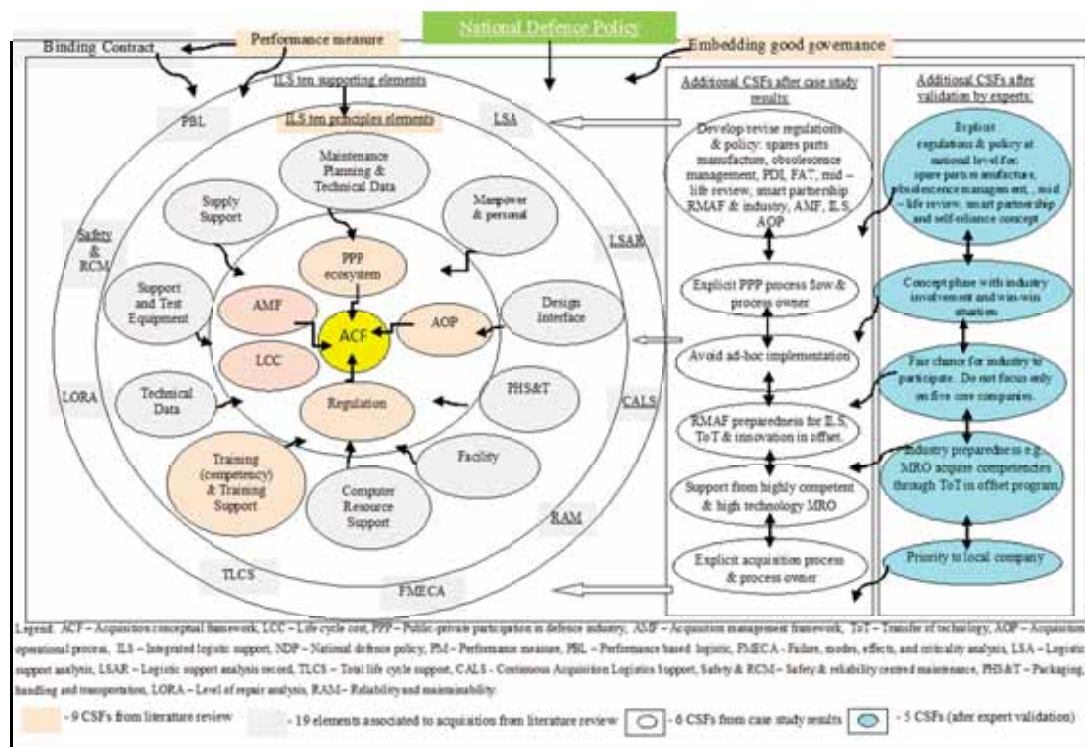 National Defence Policy
Binding Contract
Performance measure
Embedding good governance
ILS ten supporting elements
ILS ten principles elements
PBL
LSA
Safety
& RCM
LSAR
LORA
CALS
RAM
TLCS
FMECA
Maintenance
Planning &
Technical Data
Supply
Support
Manpower
& personal
Support
and Test
Equipment
Design
Interface
Technical
Data
PHS&T
Training
(competency)
& Training
Support
Computer
Resource
Support
Facility
PPP
ecosystem
AMF
AOP
ACF
LCC
Regulation
Additional CSFs after case study
results:
Develop revise regulations
& policy: spares parts
manufacture, obsolescence
management, PDI, FAT, mid –
life review, smart partnership
RMAF & industry, AMF, ILS,
AOP
Explicit PPP process flow &
process owner
Avoid ad-hoc implementation
RMAF preparedness for ILS,
ToT & innovation in offset.
Support from highly competent
& high technology MRO
Explicit acquisition process
& process owner
Additional CSFs after
validation by experts:
Explicit
regulations & policy at
national level for:
spare parts manufacture,
obsolescence management, , mid
– life review, smart partnership
and self-reliance concept
Concept phase with industry
involvement and win-win
situation
Fair chance for industry to
participate. Do not focus only
on five core companies.
Industry preparedness e.g.
MRO acquire competencies
through ToT in offset program.
Priority to local company
Legend: ACF – Acquisition conceptual framework, LCC – Life cycle cost, PPP – Public-private participation in defence industry, AMF – Acquisition management framework, ToT – Transfer of technology, AOP – Acquisition
operational process, ILS – Integrated logistic support, NDP – National defence policy, PM – Performance measure, PBL – Performance based logistic, FMECA - Failure, modes, effects, and criticality analysis, LSA – Logistic
support analysis, LSAR – Logistic support analysis record, TLCS – Total life cycle support, CALS - Continuous Acquisition Logistics Support, Safety & RCM – Safety & reliability centred maintenance, PHS&T – Packaging,
handling and transportation, LORA – Level of repair analysis, RAM – Reliability and maintainability.
- 9 CSFs from literature review
- 19 elements associated to acquisition from literature review
- 6 CSFs from case study results
- 5 CSFs (after expert validation)